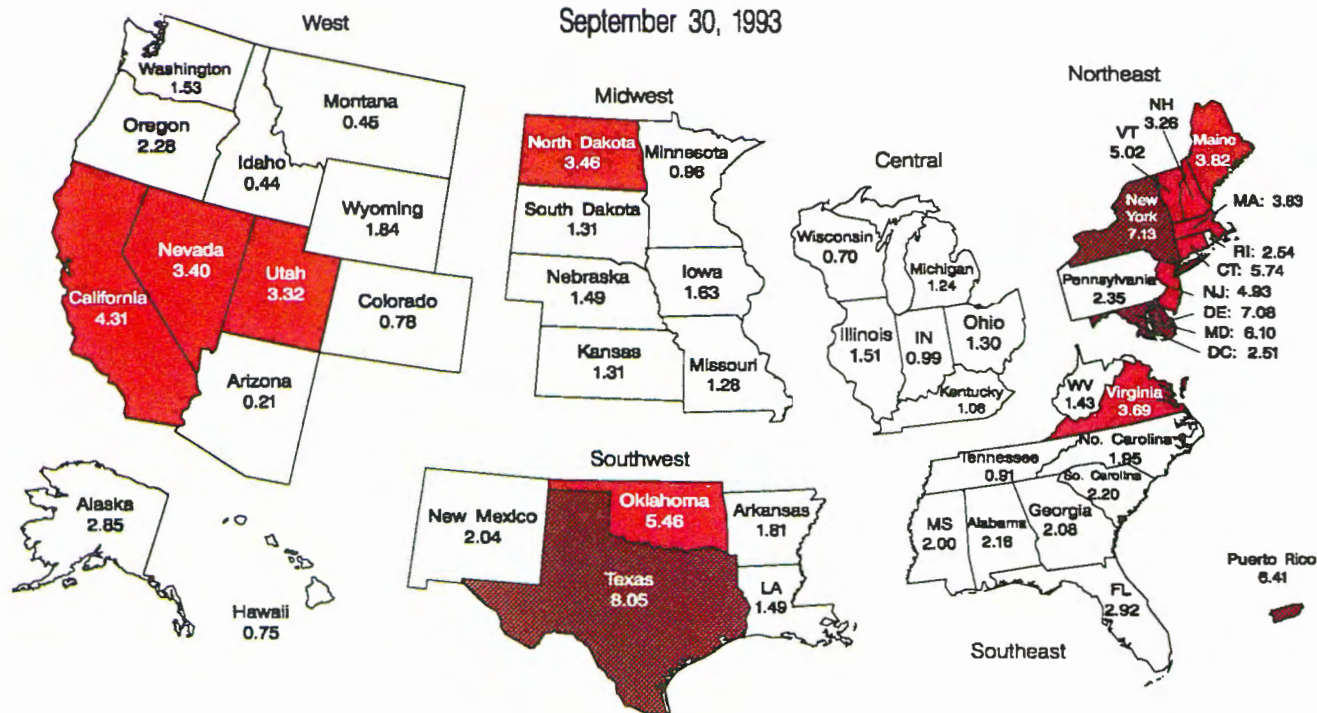 September 30, 1993
West
Washington
1.53
Oregon
2.28
Montana
0.45
Idaho
0.44
Wyoming
1.84
Nevada
3.40
Utah
3.32
California
4.31
Colorado
0.78
Arizona
0.21
Alaska
2.85
Hawaii
0.75
Midwest
North Dakota
3.46
Minnesota
0.96
South Dakota
1.31
Nebraska
1.49
Iowa
1.63
Kansas
1.31
Missouri
1.28
Southwest
New Mexico
2.04
Oklahoma
5.46
Arkansas
1.81
Texas
8.05
LA
1.49
Central
Wisconsin
0.70
Michigan
1.24
Illinois
1.51
IN
0.99
Ohio
1.30
Kentucky
1.08
Northeast
NH
3.26
VT
5.02
Maine
3.82
New
York
7.13
MA: 3.83
RI: 2.54
CT: 5.74
Pennsylvania
2.35
NJ: 4.93
DE: 7.08
MD: 6.10
DC: 2.51
WV
1.43
Virginia
3.69
No. Carolina
1.95
Tennessee
0.91
So. Carolina
2.20
MS
2.00
Alabama
2.16
Georgia
2.08
FL
2.92
Southeast
Puerto Rico
6.41